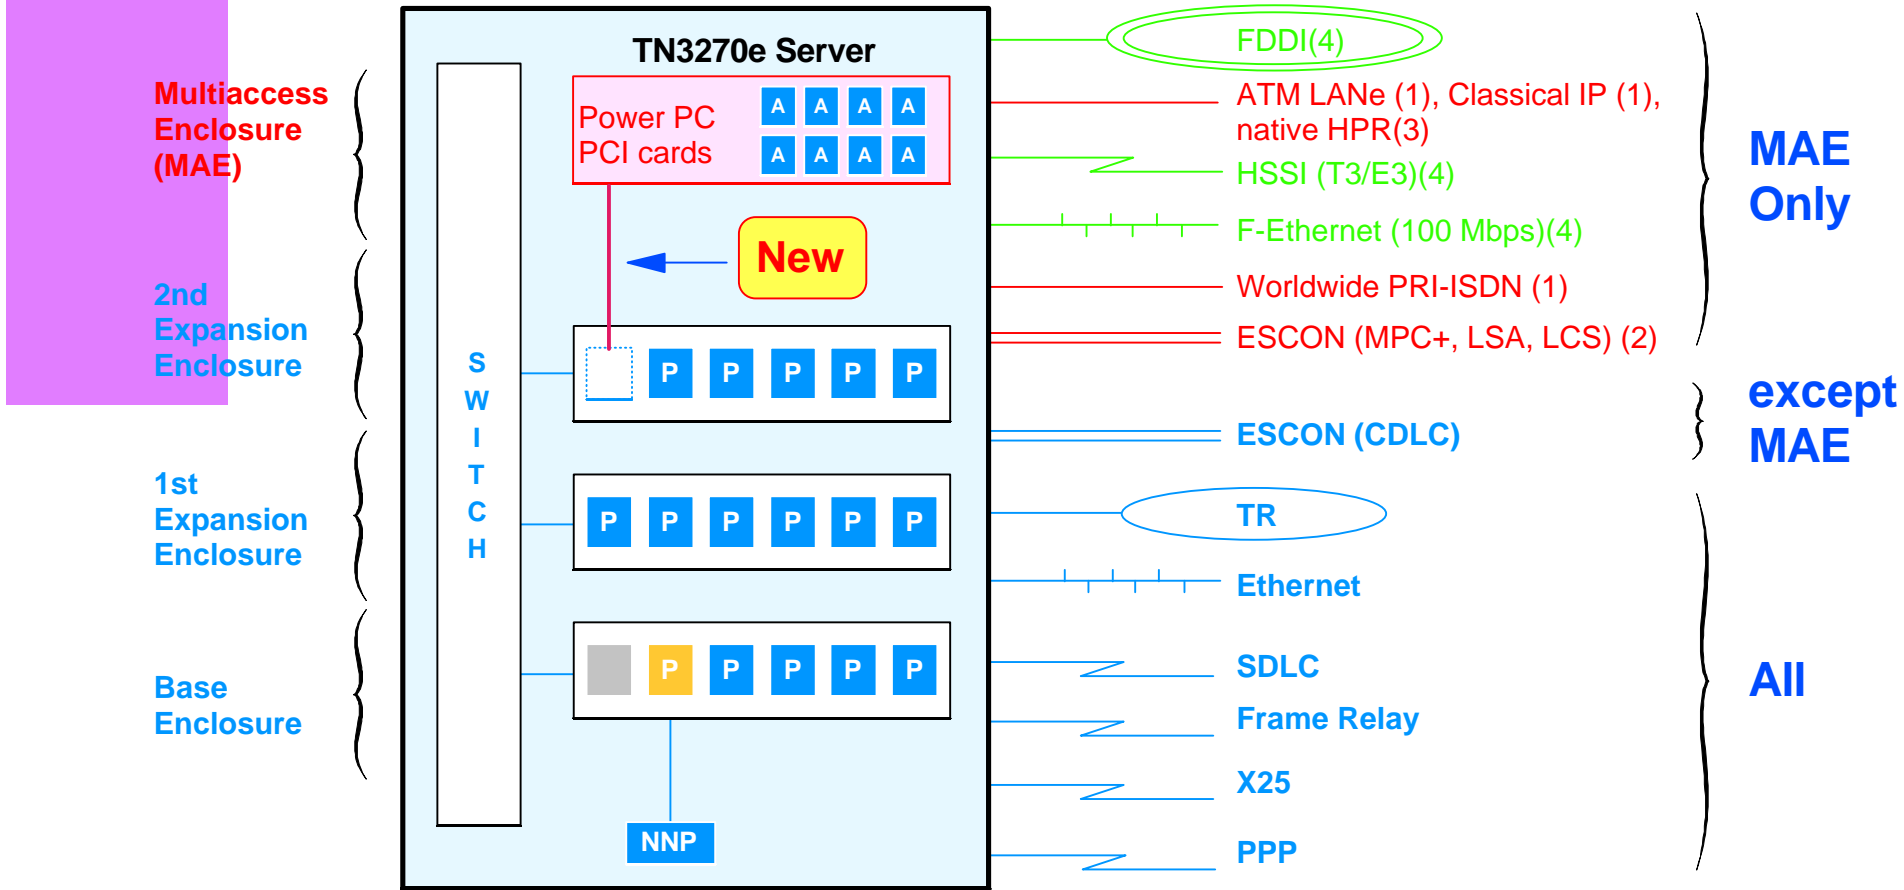 TN3270e Server
Multiaccess
Enclosure
(MAE)
2nd
Expansion
Enclosure
1st
Expansion
Enclosure
Base
Enclosure
S
W
I
T
C
H
Power PC
PCI cards
A A A A
A A A A
New
P P P P P
P P P P P P
P P P P P
NNP
FDDI(4)
ATM LANe (1), Classical IP (1),
native HPR(3)
HSSI (T3/E3)(4)
F-Ethernet (100 Mbps)(4)
Worldwide PRI-ISDN (1)
ESCON (MPC+, LSA, LCS) (2)
ESCON (CDLC)
TR
Ethernet
SDLC
Frame Relay
X25
PPP
MAE
Only
except
MAE
All